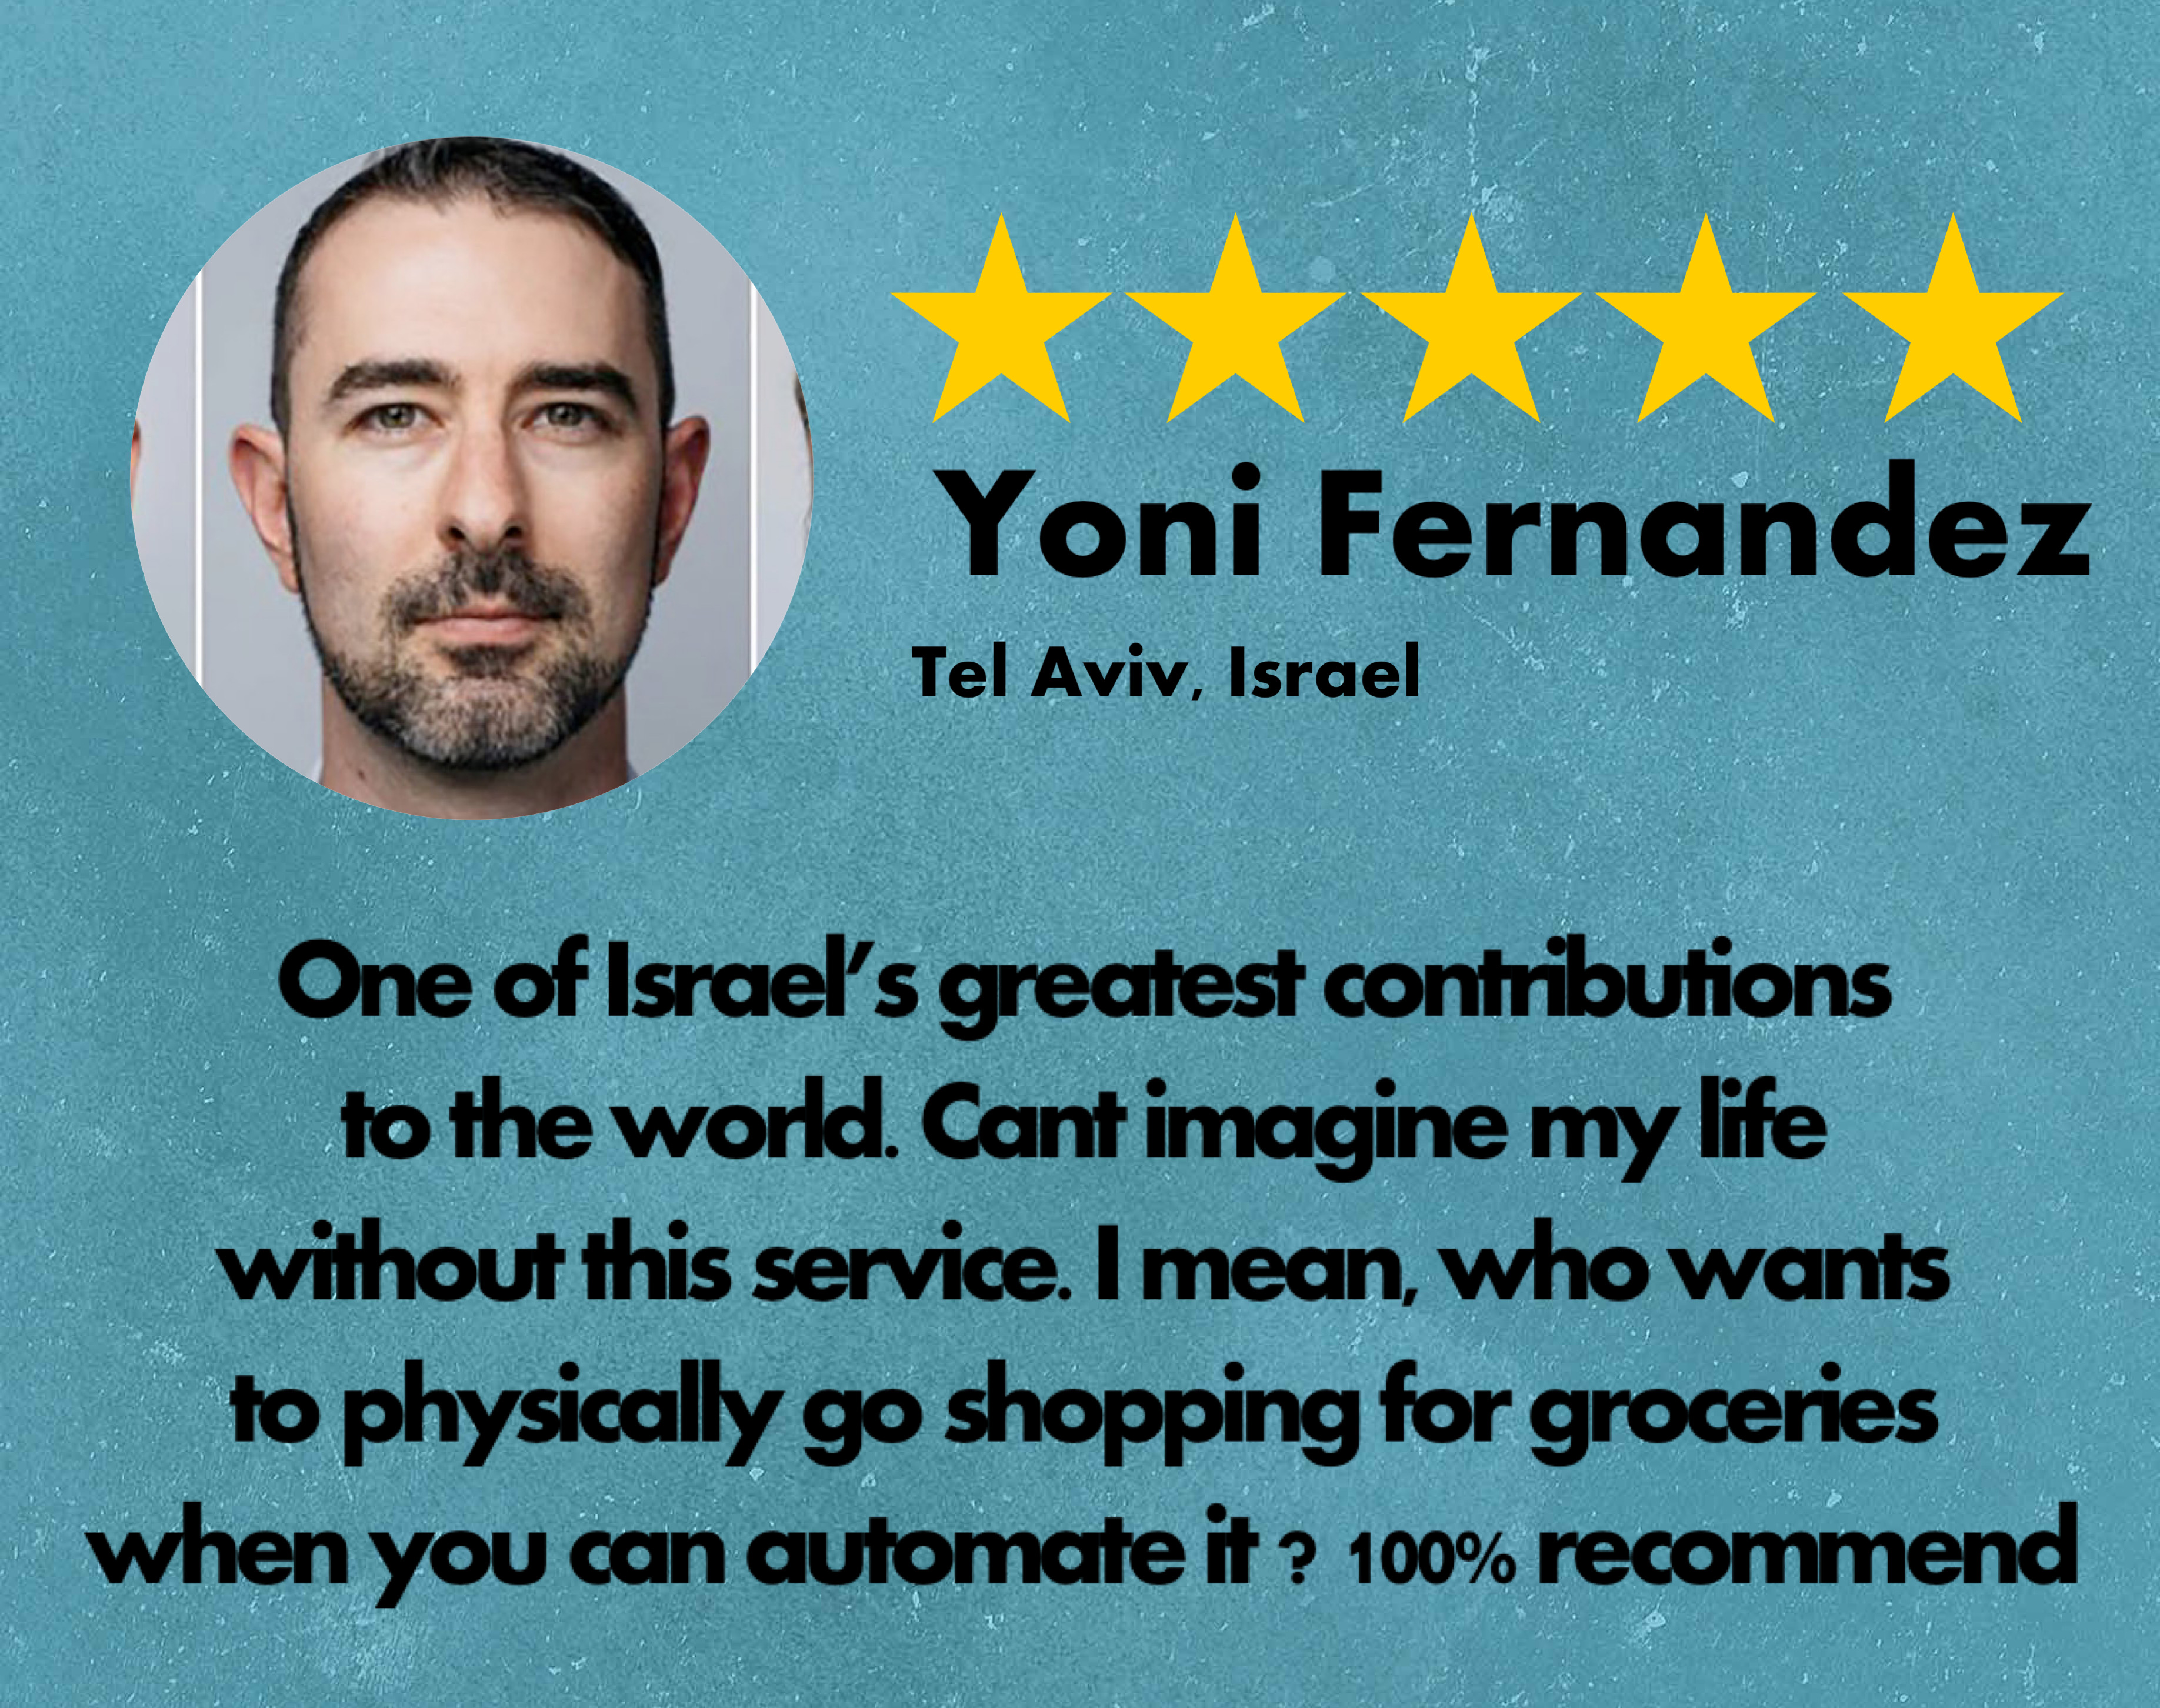 Yoni Fernandez
Tel Aviv, Israel
One of Israel’s greatest contributions
to the world. Cant imagine my life
without this service. I mean, who wants
to physically go shopping for groceries
when you can automate it ? 100% recommend